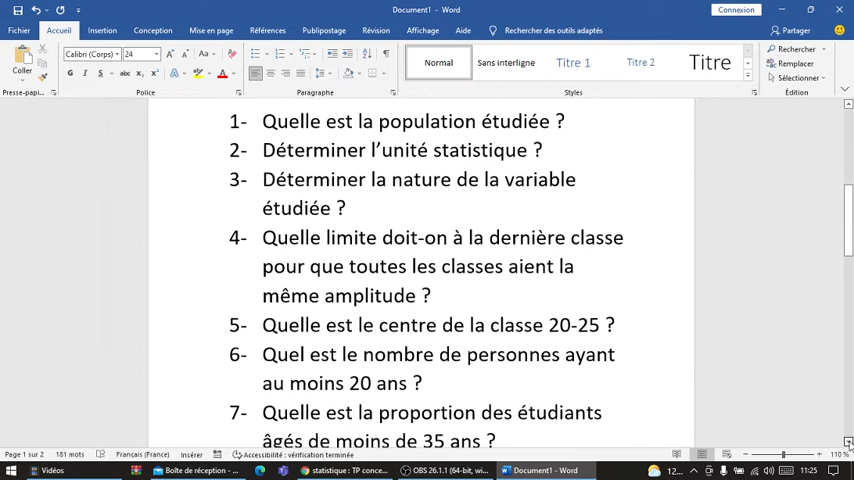 Document1 - Word
Connexion
Fichier Accueil Mise en page Conception Références Publipostage Révision Affichage Aide Rechercher des outils adaptés Partager
Coller
Calibri (Corps) 24 A A Aa
G I S abc x₂ x² A A
Normal Sans interligne Titre 1 Titre 2 Titre
Rechercher
Remplacer
Sélectionner
Presse-papi... Police Paragraphe Styles Édition
1- Quelle est la population étudiée ?
2- Déterminer l’unité statistique ?
3- Déterminer la nature de la variable
étudiée ?
4- Quelle limite doit-on à la dernière classe
pour que toutes les classes aient la
même amplitude ?
5- Quelle est le centre de la classe 20-25 ?
6- Quel est le nombre de personnes ayant
au moins 20 ans ?
7- Quelle est la proportion des étudiants
âgés de moins de 35 ans ?
Page 1 sur 2 181 mots Français (France) Insérer Accessibilité : vérification terminée 110 %
Vidéos Boîte de réception - ... statistique : TP conce... OBS 26.1.1 (64-bit, wi... Document1 - Word 12... 11:25